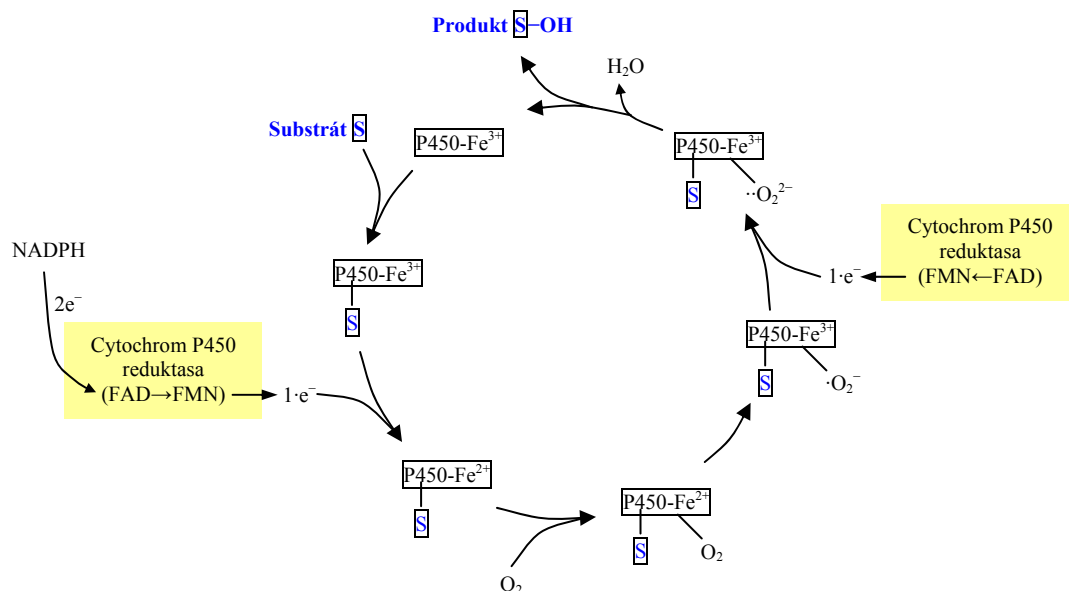 Produkt S–OH
H₂O
Substrát S
P450-Fe³⁺
P450-Fe³⁺
S
··O₂²⁻
NADPH
2e⁻
Cytochrom P450
reduktasa
(FAD→FMN)
1·e⁻
P450-Fe³⁺
S
Cytochrom P450
reduktasa
(FMN←FAD)
1·e⁻
P450-Fe³⁺
S
·O₂⁻
P450-Fe²⁺
S
O₂
P450-Fe²⁺
S
O₂